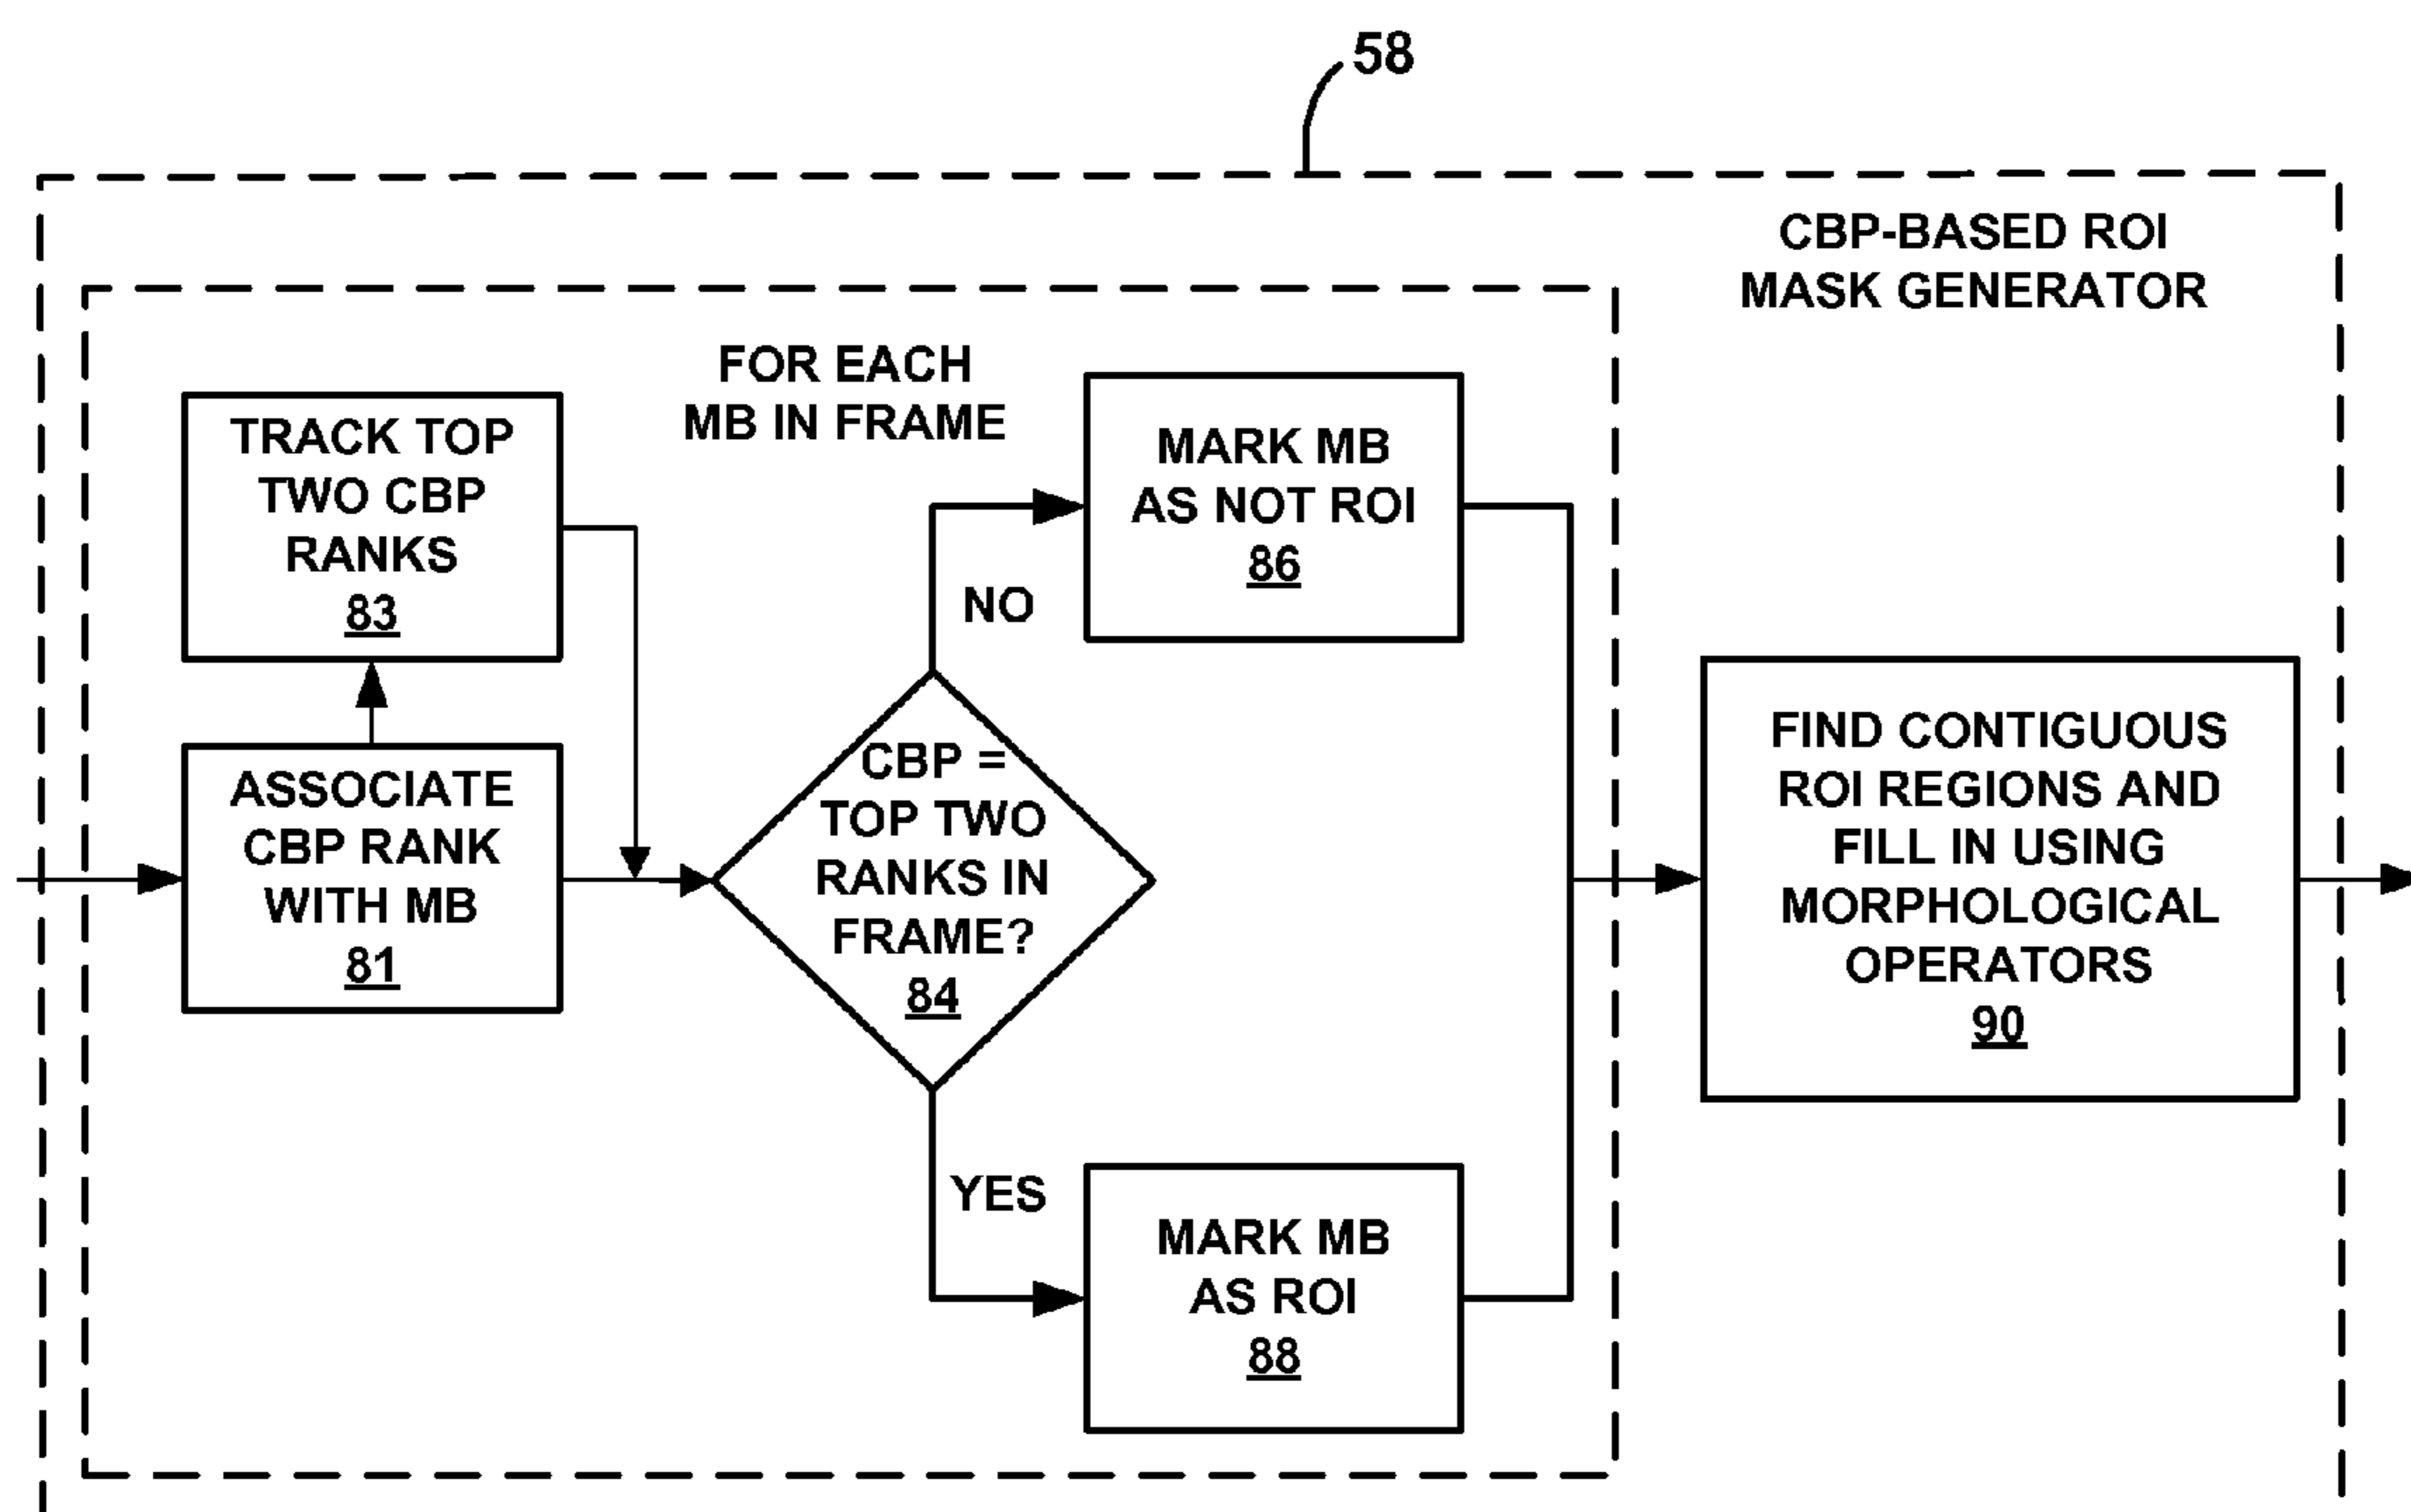 58
CBP-BASED ROI
MASK GENERATOR
FOR EACH
MB IN FRAME
TRACK TOP
TWO CBP
RANKS
83
ASSOCIATE
CBP RANK
WITH MB
81
CBP =
TOP TWO
RANKS IN
FRAME?
84
NO
MARK MB
AS NOT ROI
86
YES
MARK MB
AS ROI
88
FIND CONTIGUOUS
ROI REGIONS AND
FILL IN USING
MORPHOLOGICAL
OPERATORS
90